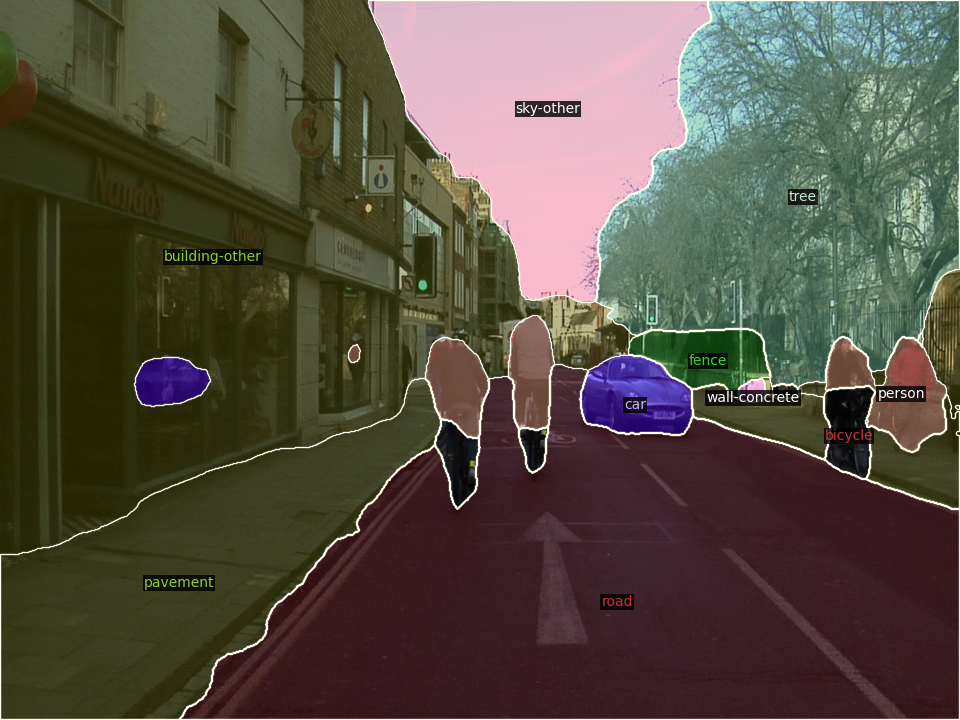 sky-other
tree
Nando's
i
building-other
fence
car
wall-concrete
person
bicycle
pavement
road